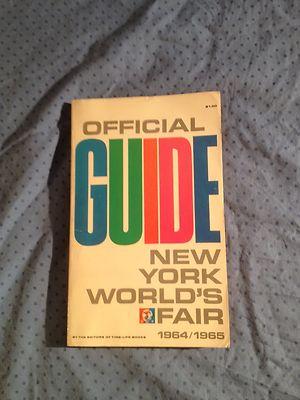 $1.00
OFFICIAL
GUIDE
NEW
YORK
WORLD'S
FAIR
1964/1965
BY THE EDITORS OF TIME-LIFE BOOKS